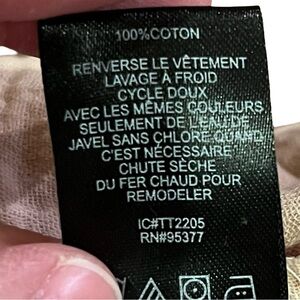 100%COTON
RENVERSE LE VÊTEMENT
LAVAGE À FROID
CYCLE DOUX
AVEC LES MÊMES COULEURS,
SEULEMENT DE L'EAU DE
JAVEL SANS CHLORE QUAND
C'EST NÉCESSAIRE
CHUTE SÈCHE
DU FER CHAUD POUR
REMODELER
IC#TT2205
RN#95377